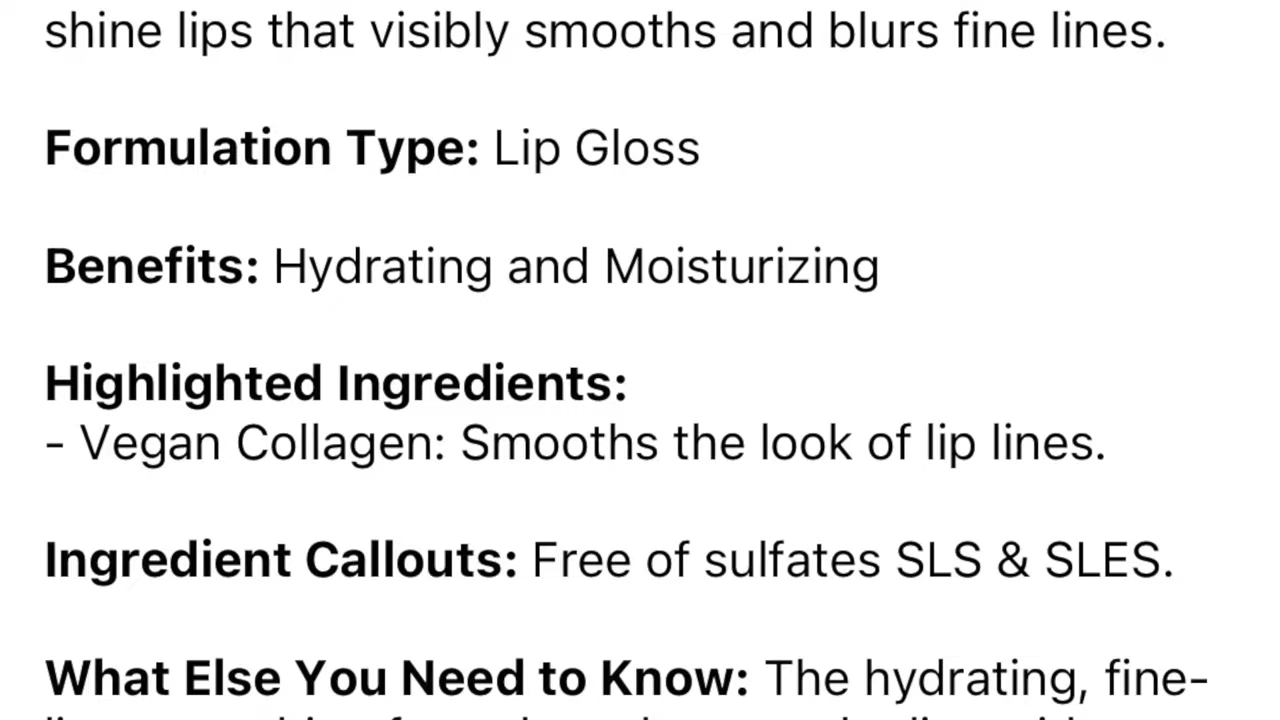 shine lips that visibly smooths and blurs fine lines.
Formulation Type: Lip Gloss
Benefits: Hydrating and Moisturizing
Highlighted Ingredients:
- Vegan Collagen: Smooths the look of lip lines.
Ingredient Callouts: Free of sulfates SLS & SLES.
What Else You Need to Know: The hydrating, fine-